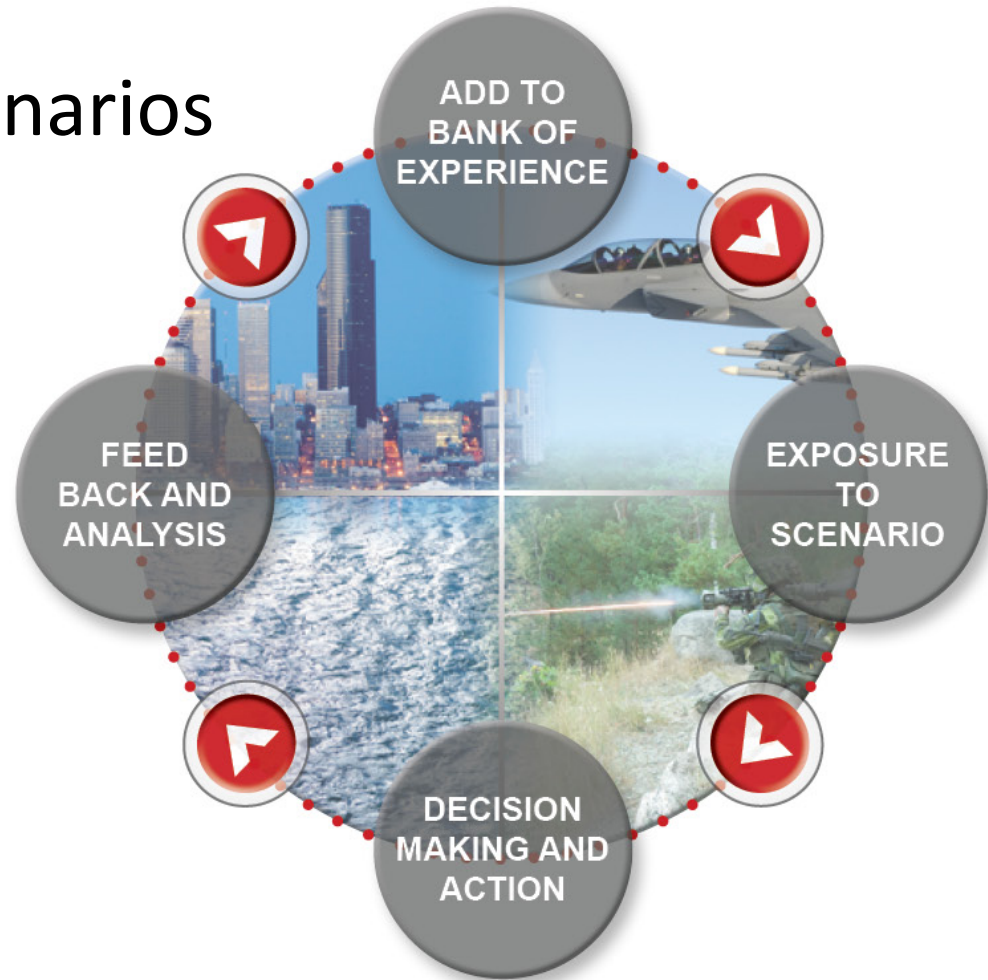 narios
ADD TO
BANK OF
EXPERIENCE
EXPOSURE
TO
SCENARIO
DECISION
MAKING AND
ACTION
FEED
BACK AND
ANALYSIS